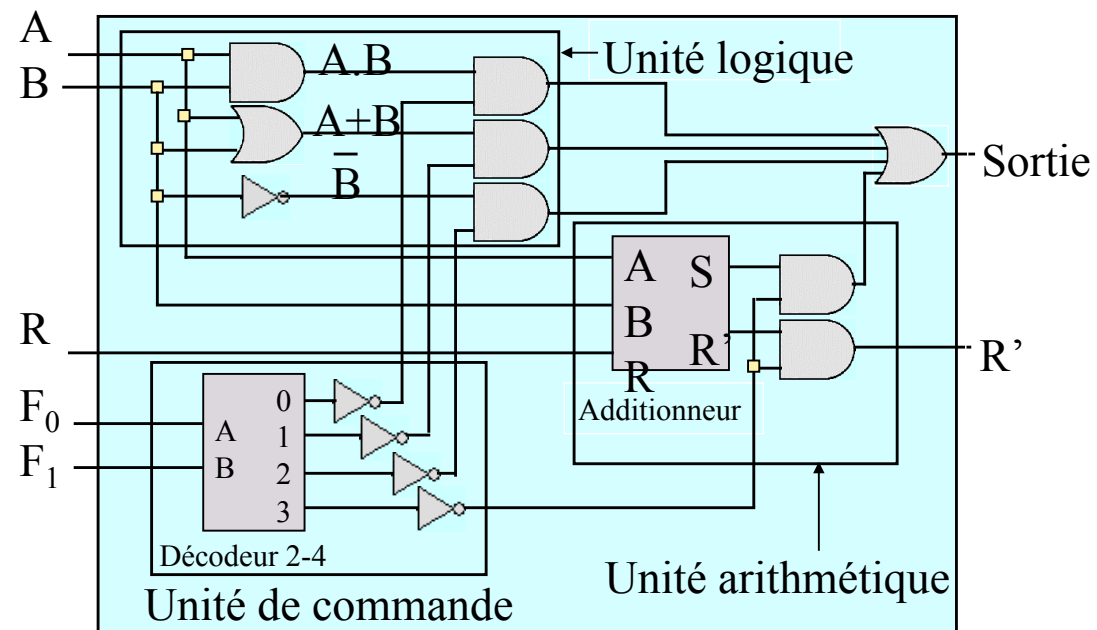 A
B
A.B
A+B
B̅
Unité logique
Sortie
A S
B
R R’
Additionneur
R
R’
F₀
F₁
A
B
0
1
2
3
Décodeur 2-4
Unité de commande
Unité arithmétique